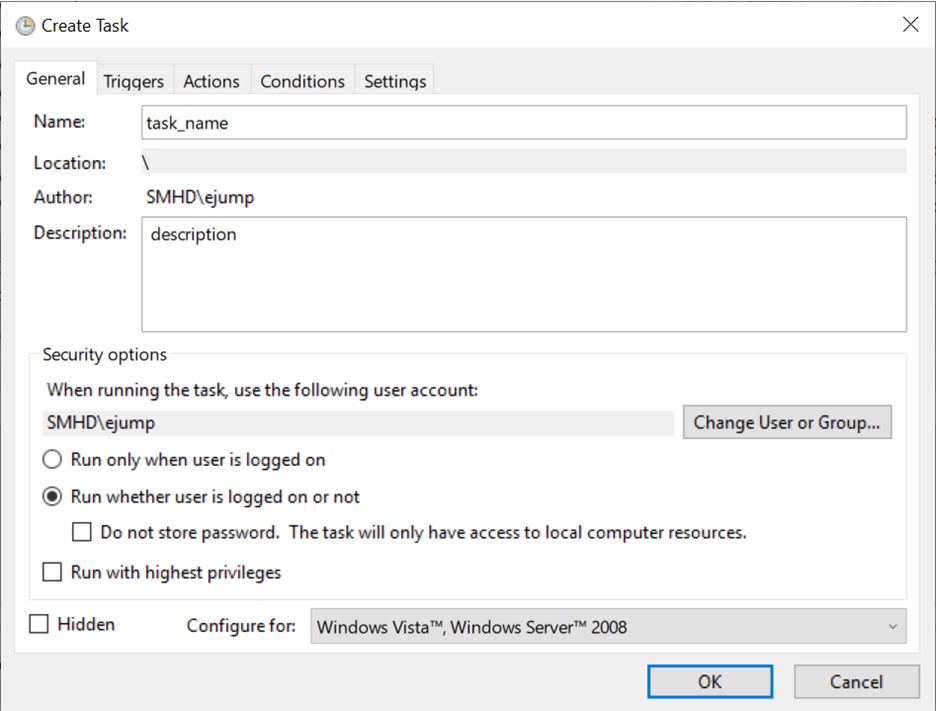 Create Task
General Triggers Actions Conditions Settings
Name: task_name
Location: \
Author: SMHD\ejump
Description: description
Security options
When running the task, use the following user account:
SMHD\ejump Change User or Group...
Run only when user is logged on
Run whether user is logged on or not
Do not store password. The task will only have access to local computer resources.
Run with highest privileges
Hidden Configure for: Windows Vista™, Windows Server™ 2008
OK Cancel